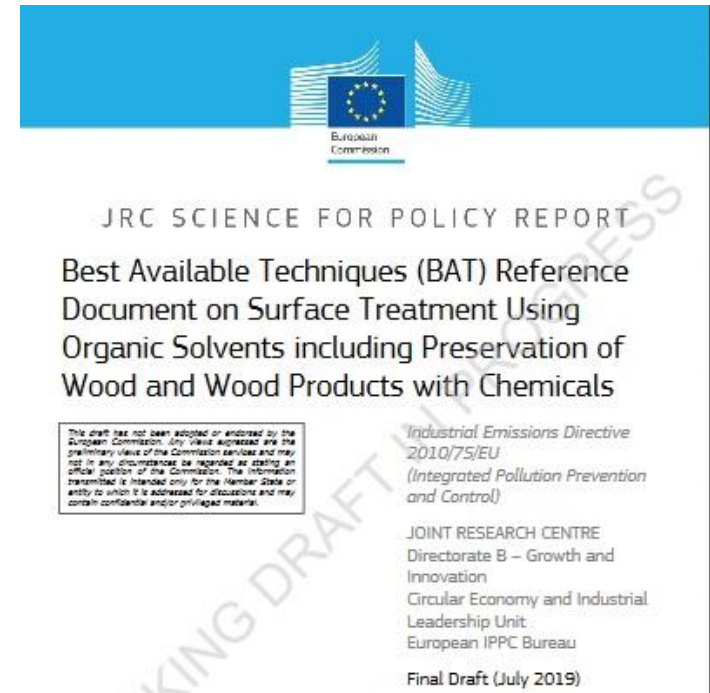 European
Commission
JRC SCIENCE FOR POLICY REPORT
Best Available Techniques (BAT) Reference
Document on Surface Treatment Using
Organic Solvents including Preservation of
Wood and Wood Products with Chemicals
This draft has not been adopted or endorsed by the
European Commission. Any views expressed are the
preliminary views of the Commission services and may
not in any circumstances be regarded as stating an
official position of the Commission. The information
transmitted is intended only for the Member State or
entity to which it is addressed for discussions and may
contain confidential and/or privileged material.
Industrial Emissions Directive
2010/75/EU
(Integrated Pollution Prevention
and Control)
JOINT RESEARCH CENTRE
Directorate B – Growth and
Innovation
Circular Economy and Industrial
Leadership Unit
European IPPC Bureau
Final Draft (July 2019)
KING DRAFT IN PROGRESS